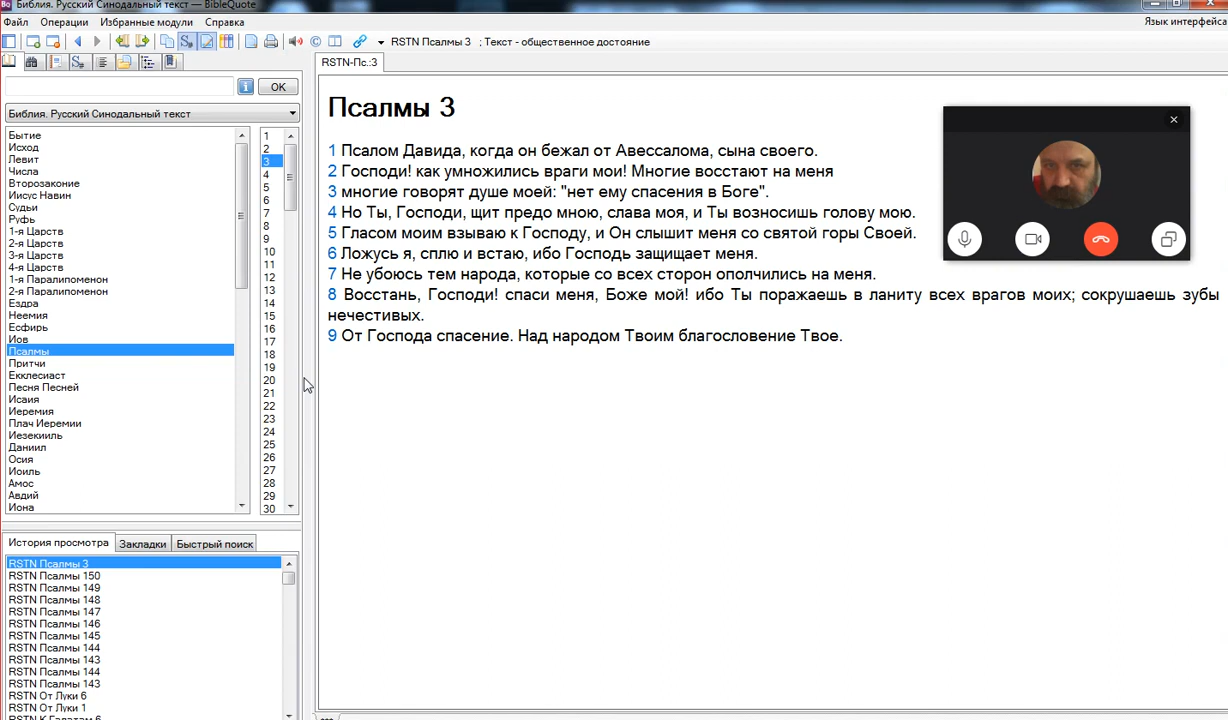 Библия. Русский Синодальный текст — BibleQuote
Файл Операции Избранные модули Справка
Язык интерфейса
RSTN Псалмы 3 ; Текст - общественное достояние
RSTN-Пс.:3
OK
Библия. Русский Синодальный текст
Бытие
Исход
Левит
Числа
Второзаконие
Иисус Навин
Судьи
Руфь
1-я Царств
2-я Царств
3-я Царств
4-я Царств
1-я Паралипоменон
2-я Паралипоменон
Ездра
Неемия
Есфирь
Иов
Псалмы
Притчи
Екклесиаст
Песня Песней
Исаия
Иеремия
Плач Иеремии
Иезекииль
Даниил
Осия
Иоиль
Амос
Авдий
Иона
1
2
3
4
5
6
7
8
9
10
11
12
13
14
15
16
17
18
19
20
21
22
23
24
25
26
27
28
29
30
Псалмы 3
1 Псалом Давида, когда он бежал от Авессалома, сына своего.
2 Господи! как умножились враги мои! Многие восстают на меня
3 многие говорят душе моей: "нет ему спасения в Боге".
4 Но Ты, Господи, щит предо мною, слава моя, и Ты возносишь голову мою.
5 Гласом моим взываю к Господу, и Он слышит меня со святой горы Своей.
6 Ложусь я, сплю и встаю, ибо Господь защищает меня.
7 Не убоюсь тем народа, которые со всех сторон ополчились на меня.
8 Восстань, Господи! спаси меня, Боже мой! ибо Ты поражаешь в ланиту всех врагов моих; сокрушаешь зубы
нечестивых.
9 От Господа спасение. Над народом Твоим благословение Твое.
История просмотра Закладки Быстрый поиск
RSTN Псалмы 3
RSTN Псалмы 150
RSTN Псалмы 149
RSTN Псалмы 148
RSTN Псалмы 147
RSTN Псалмы 146
RSTN Псалмы 145
RSTN Псалмы 144
RSTN Псалмы 143
RSTN Псалмы 144
RSTN Псалмы 143
RSTN От Луки 6
RSTN От Луки 1
RSTN К Галатам 6